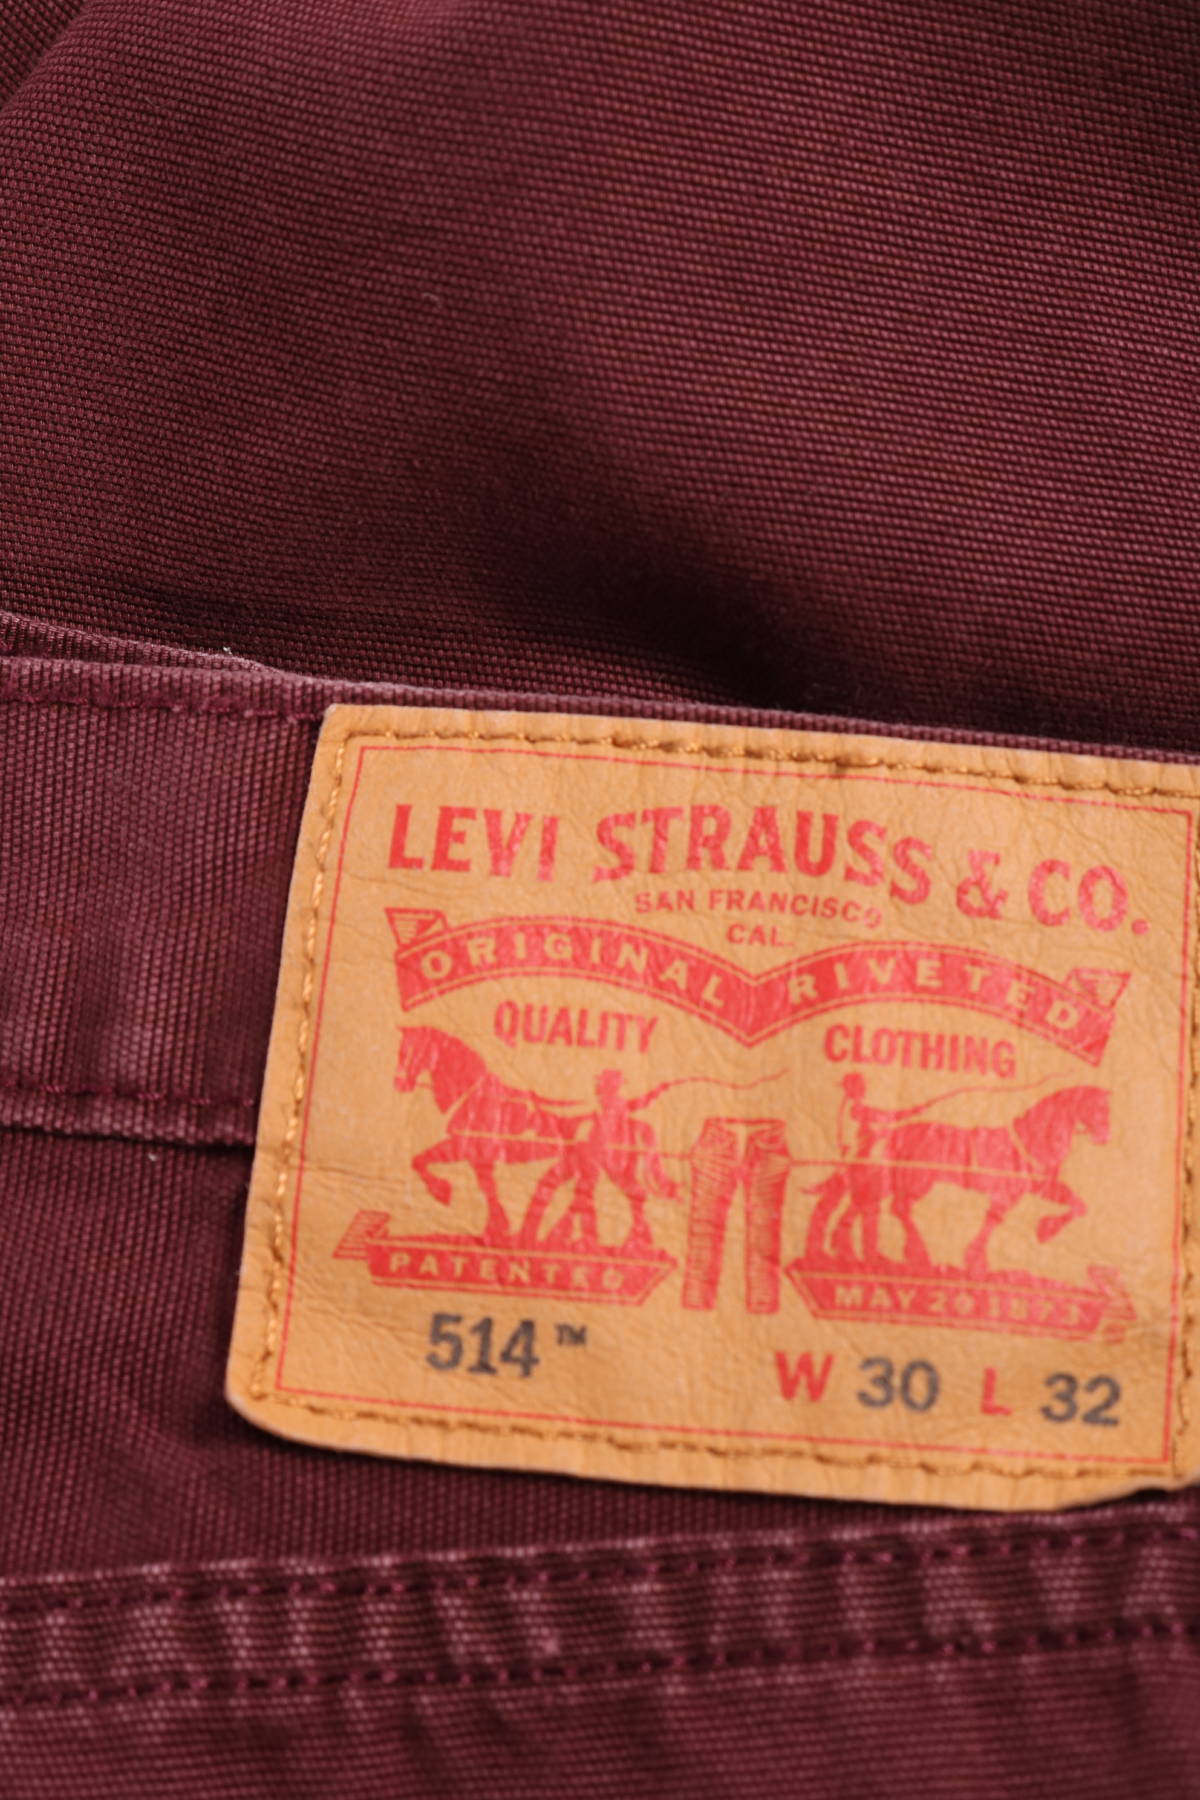 LEVI STRAUSS & CO.
SAN FRANCISCO
CAL.
ORIGINAL RIVETED
QUALITY CLOTHING
PATENTED MAY 20 1873
514™ W 30 L 32